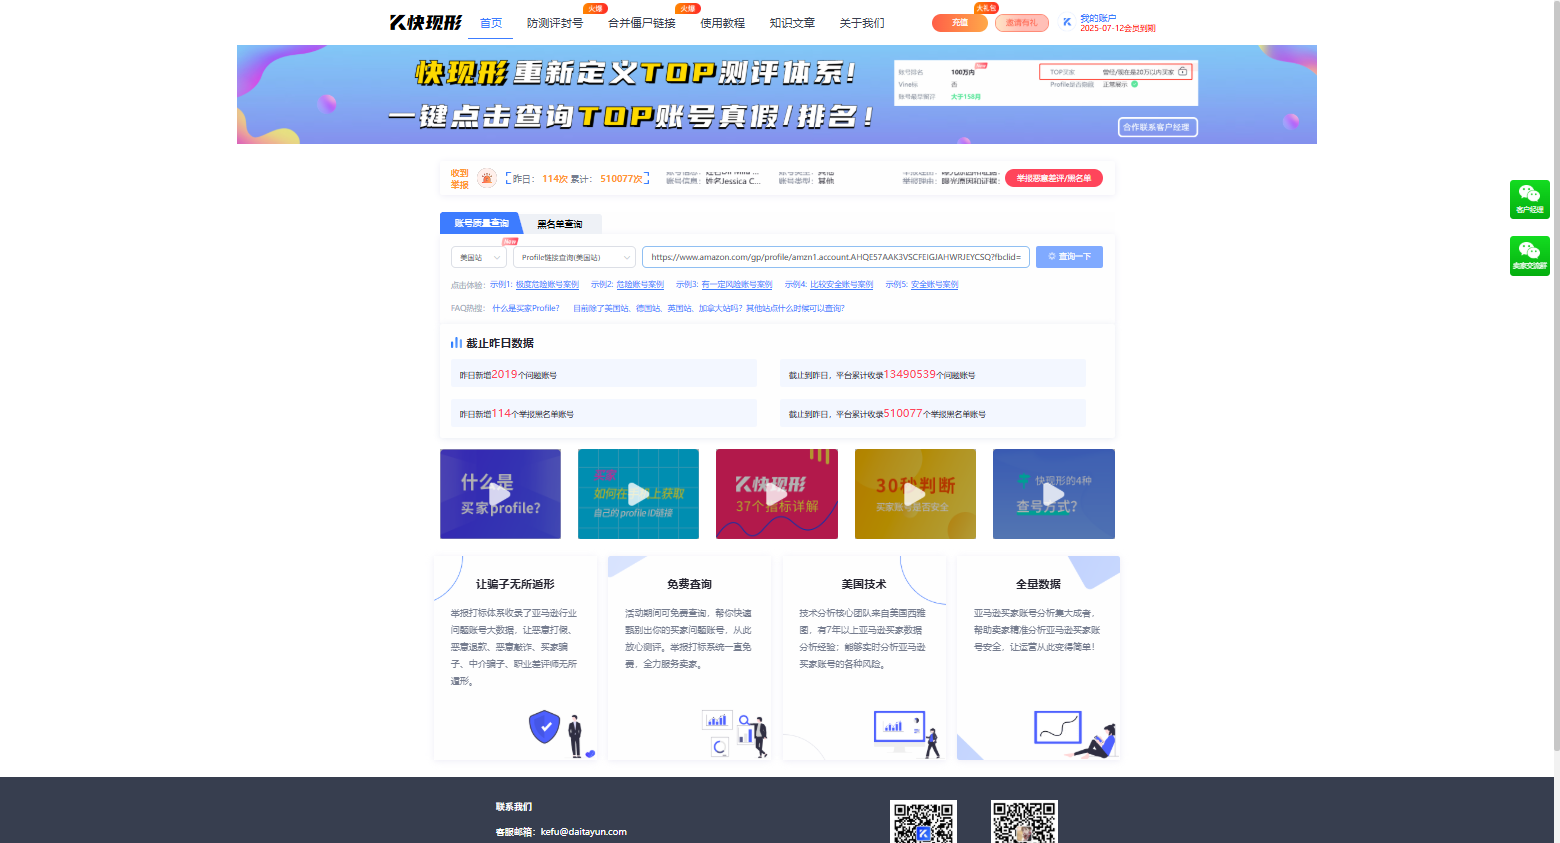 快现形
首页
防测评封号
火爆
合并僵尸链接
火爆
使用教程
知识文章
关于我们
充值
大礼包
邀请有礼
我的账户
2025-07-12会员到期
快现形重新定义TOP测评体系!
一键点击查询TOP账号真假/排名!
账号排名 100万内
TOP买家 曾经/现在是20万以内买家
Vine标 否
Profile是否隐藏 正常展示
账号最早留评 大于158月
合作联系客户经理
收到举报
昨日: 114次 累计: 510077次
账号信息: 姓名Jessica C...
账号类型: 其他
举报理由: 曝光原因和证据:
举报恶意差评/黑名单
账号质量查询
黑名单查询
new
美国站
Profile链接查询(美国站)
https://www.amazon.com/gp/profile/amzn1.account.AHQE57AAK3VSCFEIGJAHWRJEYCSQ?fbclid=
查询一下
点击体验: 示例1: 极度危险账号案例 示例2: 危险账号案例 示例3: 有一定风险账号案例 示例4: 比较安全账号案例 示例5: 安全账号案例
FAQ热搜: 什么是买家Profile? 目前除了美国站、德国站、英国站、加拿大站吗? 其他站点什么时候可以查询?
截止昨日数据
昨日新增2019个问题账号
截止到昨日，平台累计收录13490539个问题账号
昨日新增114个举报黑名单账号
截止到昨日，平台累计收录510077个举报黑名单账号
什么是
买家profile?
买家
如何在手机上获取
自己的 profile ID链接
快现形
37个指标详解
30秒判断
买家账号是否安全
快现形的4种
查号方式?
让骗子无所遁形
举报打标体系收录了亚马逊行业
问题账号大数据，让恶意打假、
恶意退款、恶意敲诈、买家骗
子、中介骗子、职业差评师无所
遁形。
免费查询
活动期间可免费查询，帮你快速
甄别出你的买家问题账号，从此
放心测评。举报打标系统一直免
费，全力服务卖家。
美国技术
技术分析核心团队来自美国西雅
图，有7年以上亚马逊买家数据
分析经验；能够实时分析亚马逊
买家账号的各种风险。
全量数据
亚马逊买家账号分析集大成者，
帮助卖家精准分析亚马逊买家账
号安全，让运营从此变得简单!
客户经理
卖家交流群
联系我们
客服邮箱: kefu@daitayun.com